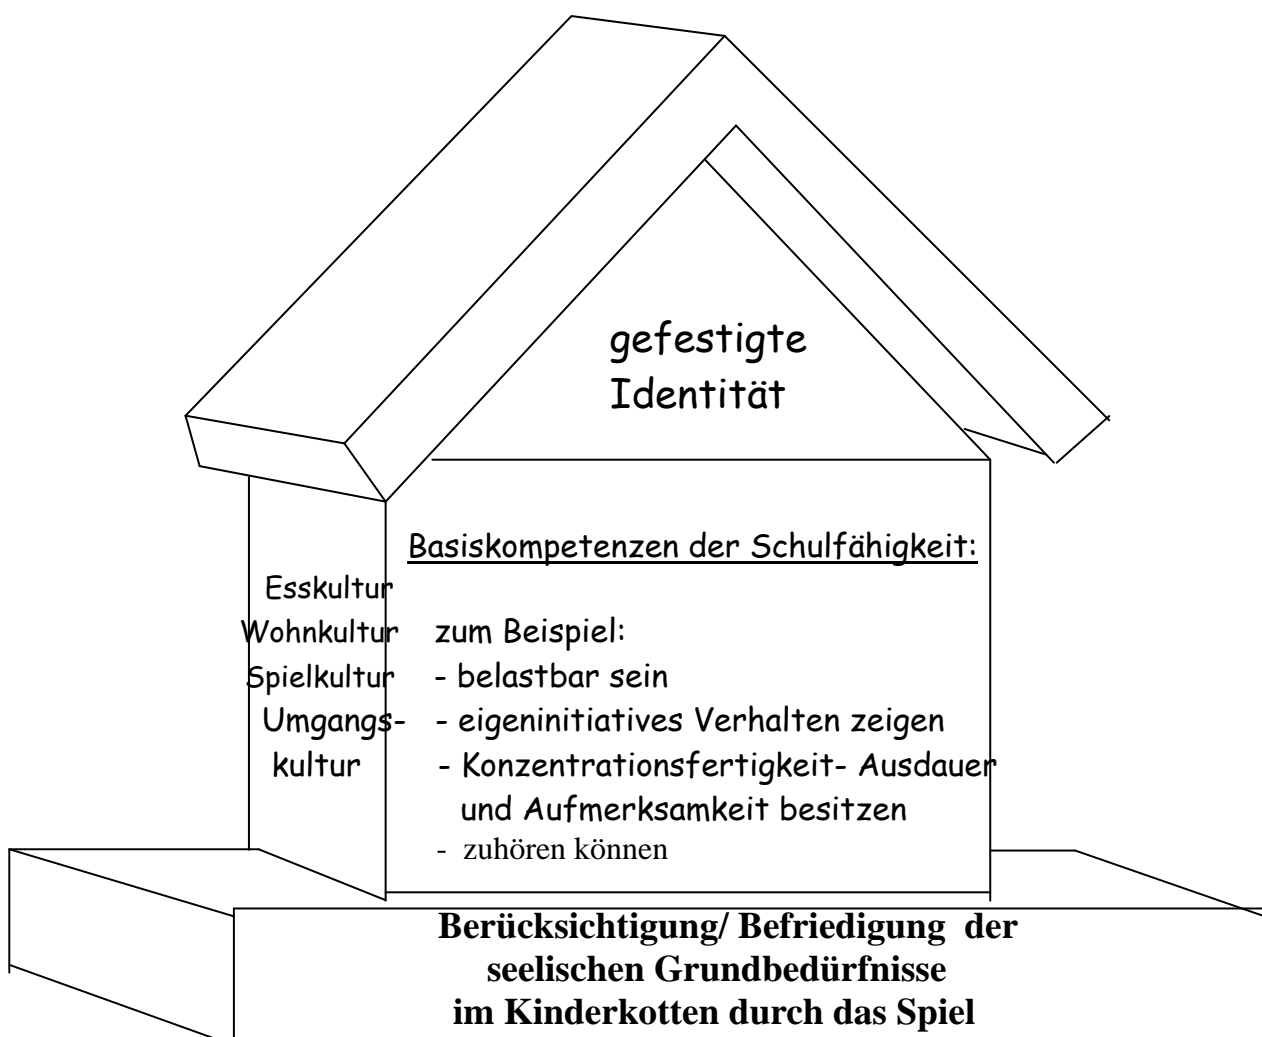 gefestigte
Identität
Basiskompetenzen der Schulfähigkeit:
Esskultur
Wohnkultur
Spielkultur
Umgangs-
kultur
zum Beispiel:
- belastbar sein
- eigeninitiatives Verhalten zeigen
- Konzentrationsfertigkeit- Ausdauer
und Aufmerksamkeit besitzen
- zuhören können
Berücksichtigung/ Befriedigung der
seelischen Grundbedürfnisse
im Kinderkotten durch das Spiel